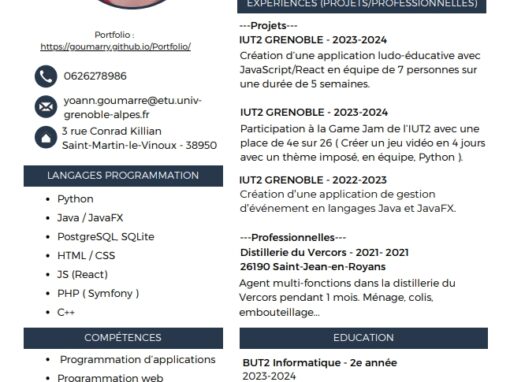 Portfolio :
https://goumarry.github.io/Portfolio/
0626278986
yoann.goumarre@etu.univ-
grenoble-alpes.fr
3 rue Conrad Killian
Saint-Martin-le-Vinoux - 38950
LANGAGES PROGRAMMATION
Python
Java / JavaFX
PostgreSQL, SQLite
HTML / CSS
JS (React)
PHP ( Symfony )
C++
COMPÉTENCES
Programmation d'applications
Programmation web
EXPERIENCES (PROJETS/PROFESSIONNELLES)
---Projets---
IUT2 GRENOBLE - 2023-2024
Création d'une application ludo-éducative avec
JavaScript/React en équipe de 7 personnes sur
une durée de 5 semaines.
IUT2 GRENOBLE - 2023-2024
Participation à la Game Jam de l'IUT2 avec une
place de 4e sur 26 ( Créer un jeu vidéo en 4 jours
avec un thème imposé, en équipe, Python ).
IUT2 GRENOBLE - 2022-2023
Création d'une application de gestion
d'événement en langages Java et JavaFX.
---Professionnelles---
Distillerie du Vercors - 2021- 2021
26190 Saint-Jean-en-Royans
Agent multi-fonctions dans la distillerie du
Vercors pendant 1 mois. Ménage, colis,
embouteillage...
EDUCATION
BUT2 Informatique - 2e année
2023-2024